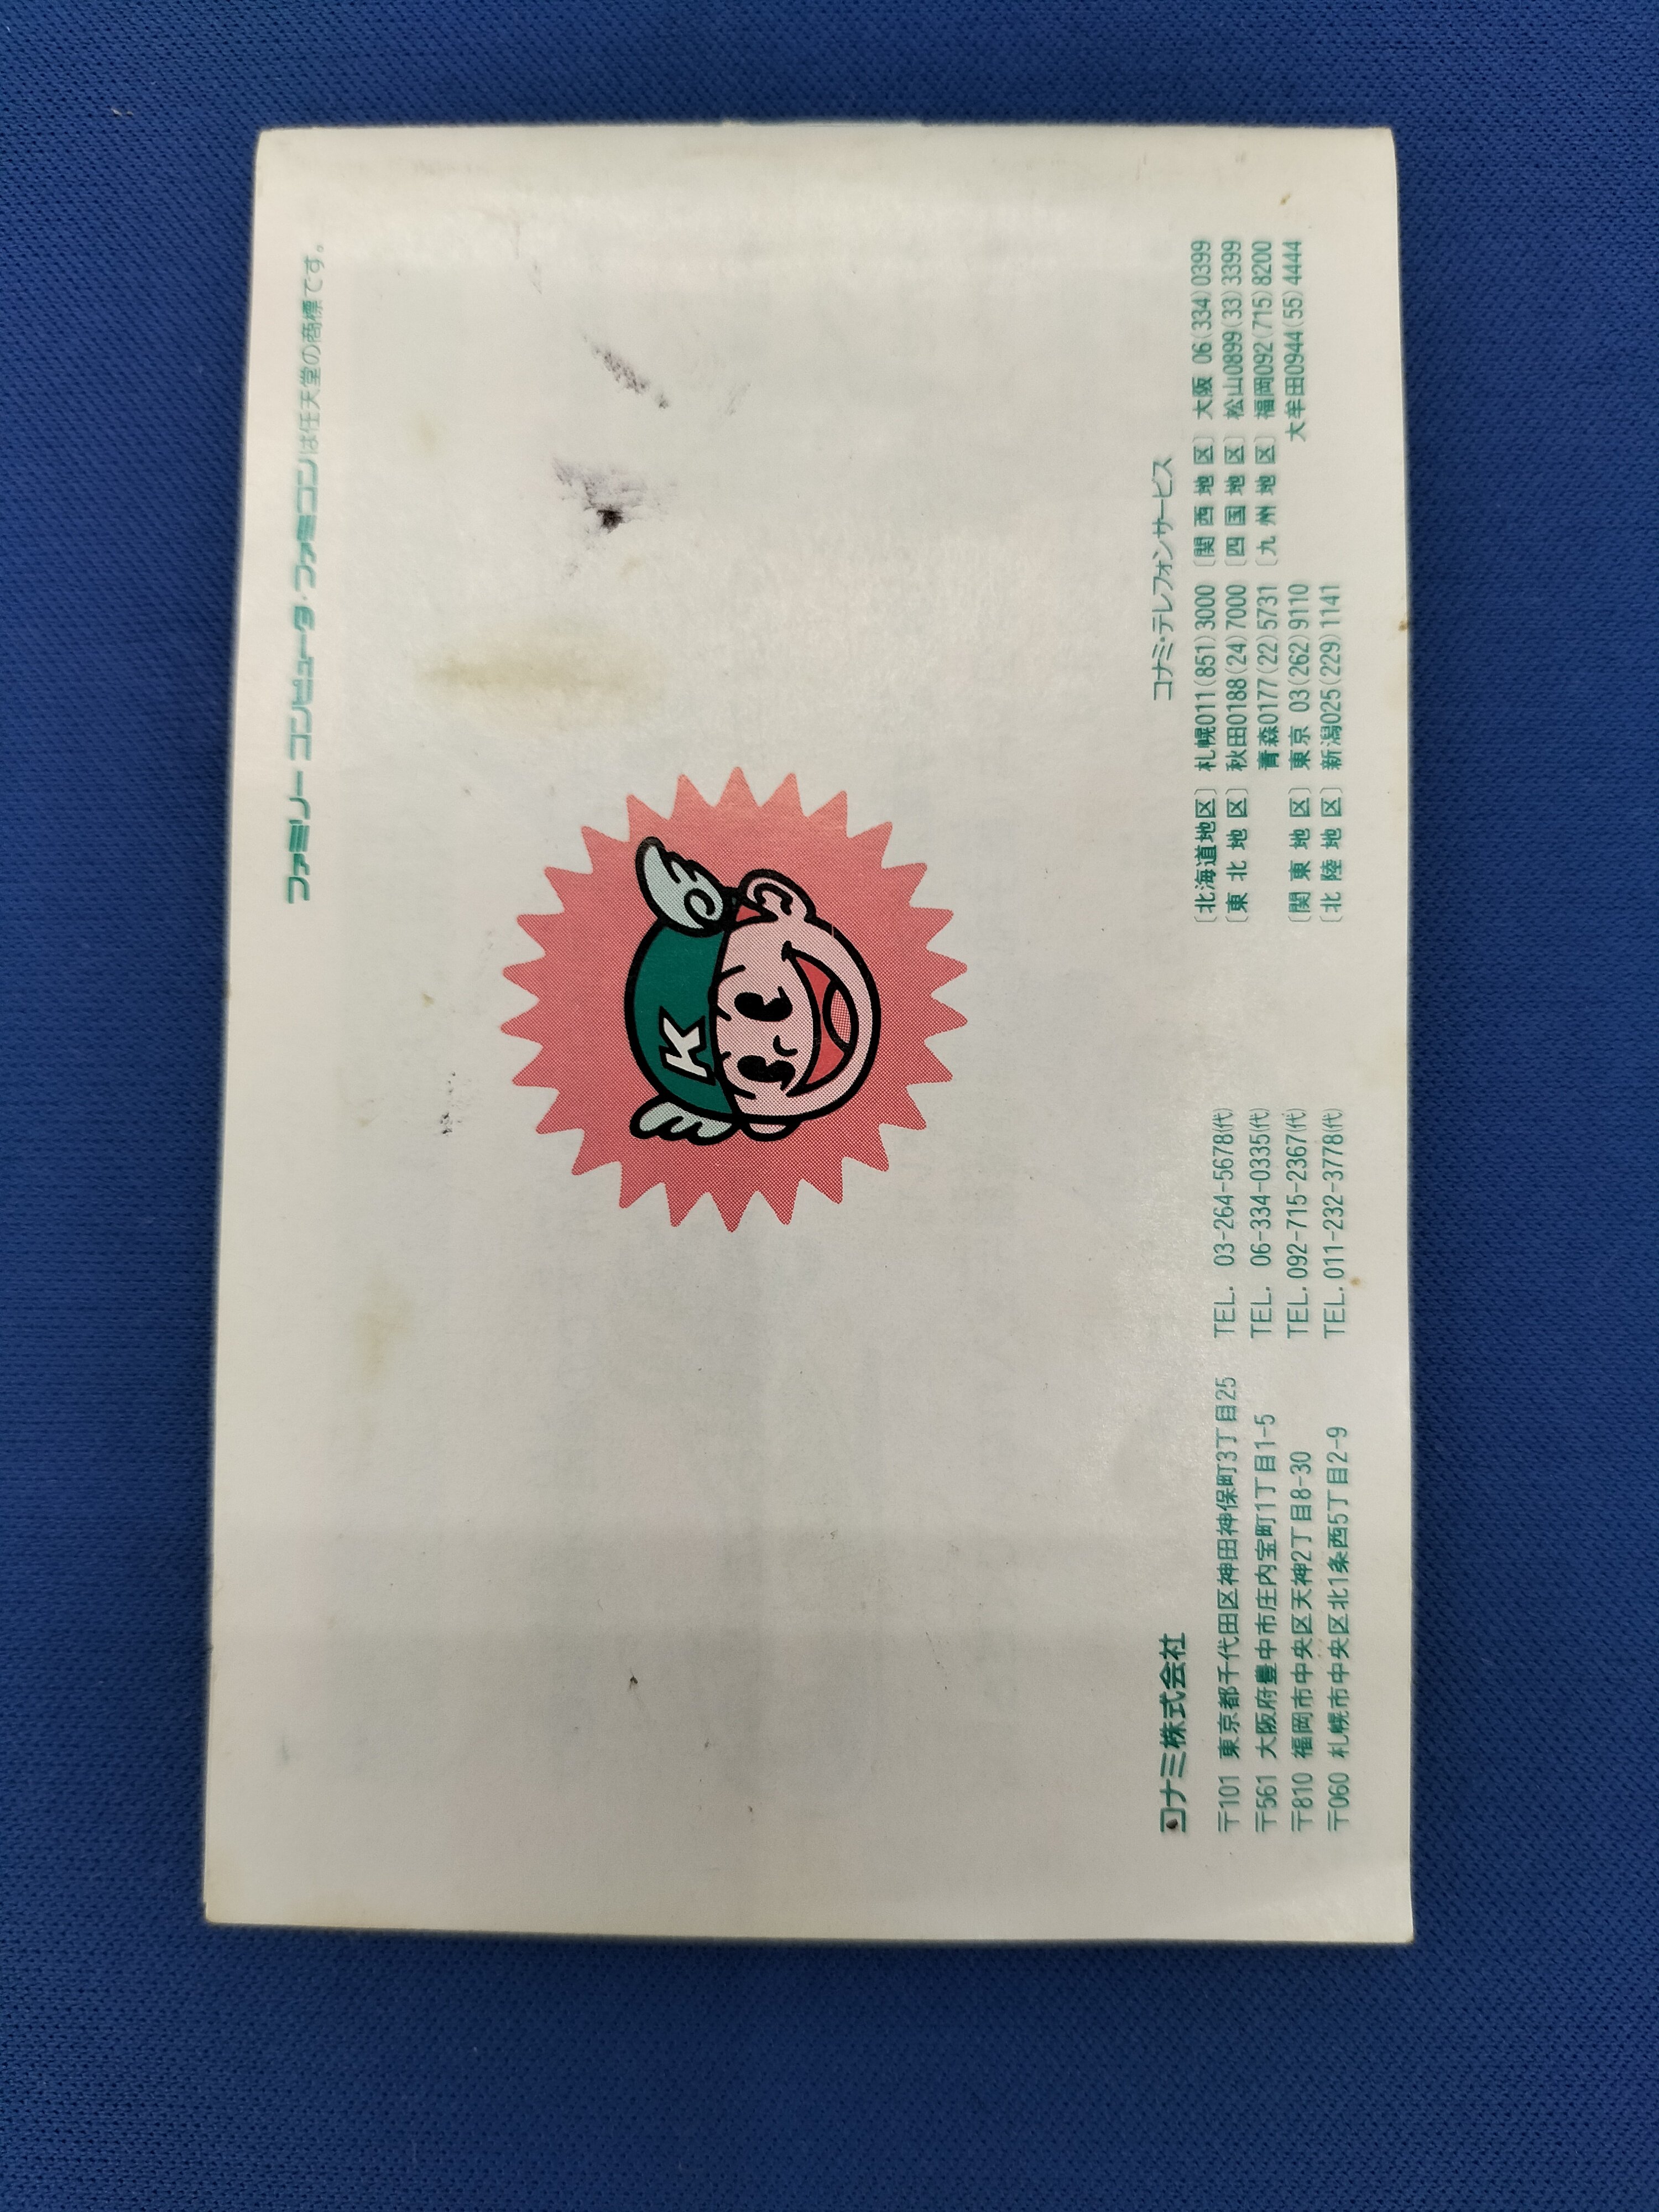 ファミリーコンピュータ・ファミコンは任天堂の商標です。
K
コナミ株式会社
〒101 東京都千代田区神田神保町3丁目25 TEL. 03-264-5678(代)
〒561 大阪府豊中市庄内宝町1丁目1-5 TEL. 06-334-0335(代)
〒810 福岡市中央区天神2丁目8-30 TEL. 092-715-2367(代)
〒060 札幌市中央区北1条西5丁目2-9 TEL. 011-232-3778(代)
コナミ・テレフォンサービス
〔北海道地区〕 札幌011(851)3000 〔関西地区〕 大阪 06(334)0399
〔東北地区〕 秋田0188(24)7000 〔四国地区〕 松山0899(33)3399
青森0177(22)5731 〔九州地区〕 福岡092(715)8200
〔関東地区〕 東京 03(262)9110 大牟田0944(55)4444
〔北陸地区〕 新潟025(229)1141